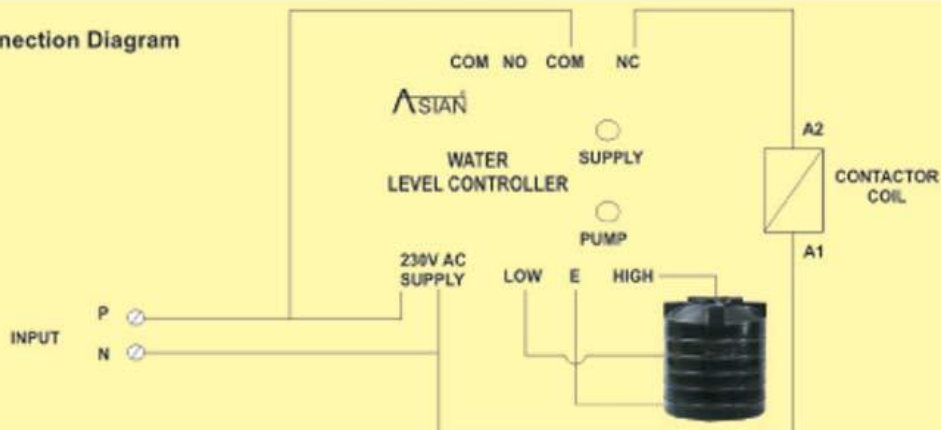 nection Diagram
COM NO COM NC
ASIAN
SUPPLY
WATER
LEVEL CONTROLLER
PUMP
A2
CONTACTOR
COIL
A1
230V AC
SUPPLY
LOW E HIGH
INPUT
P
N